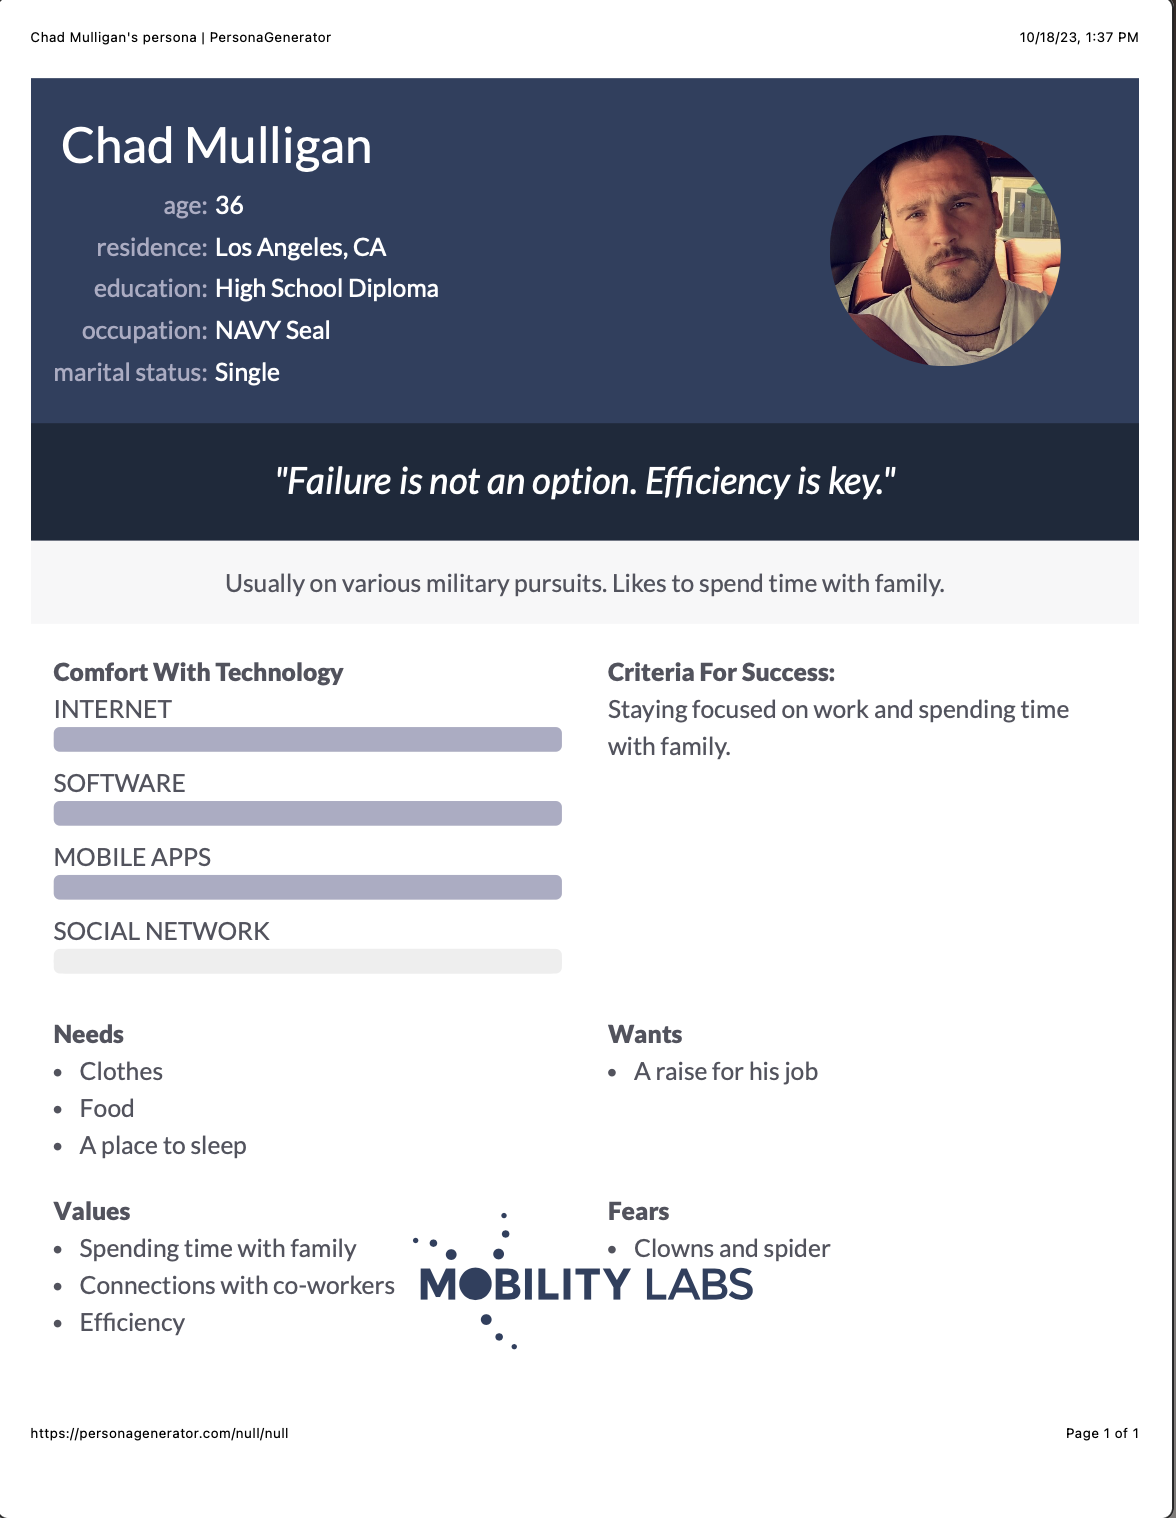 Chad Mulligan's persona | PersonaGenerator
10/18/23, 1:37 PM
Chad Mulligan
age: 36
residence: Los Angeles, CA
education: High School Diploma
occupation: NAVY Seal
marital status: Single
"Failure is not an option. Efficiency is key."
Usually on various military pursuits. Likes to spend time with family.
Comfort With Technology
INTERNET
SOFTWARE
MOBILE APPS
SOCIAL NETWORK
Criteria For Success:
Staying focused on work and spending time
with family.
Needs
• Clothes
• Food
• A place to sleep
Wants
• A raise for his job
Values
• Spending time with family
• Connections with co-workers
• Efficiency
Fears
• Clowns and spider
MOBILITY LABS
https://personagenerator.com/null/null
Page 1 of 1